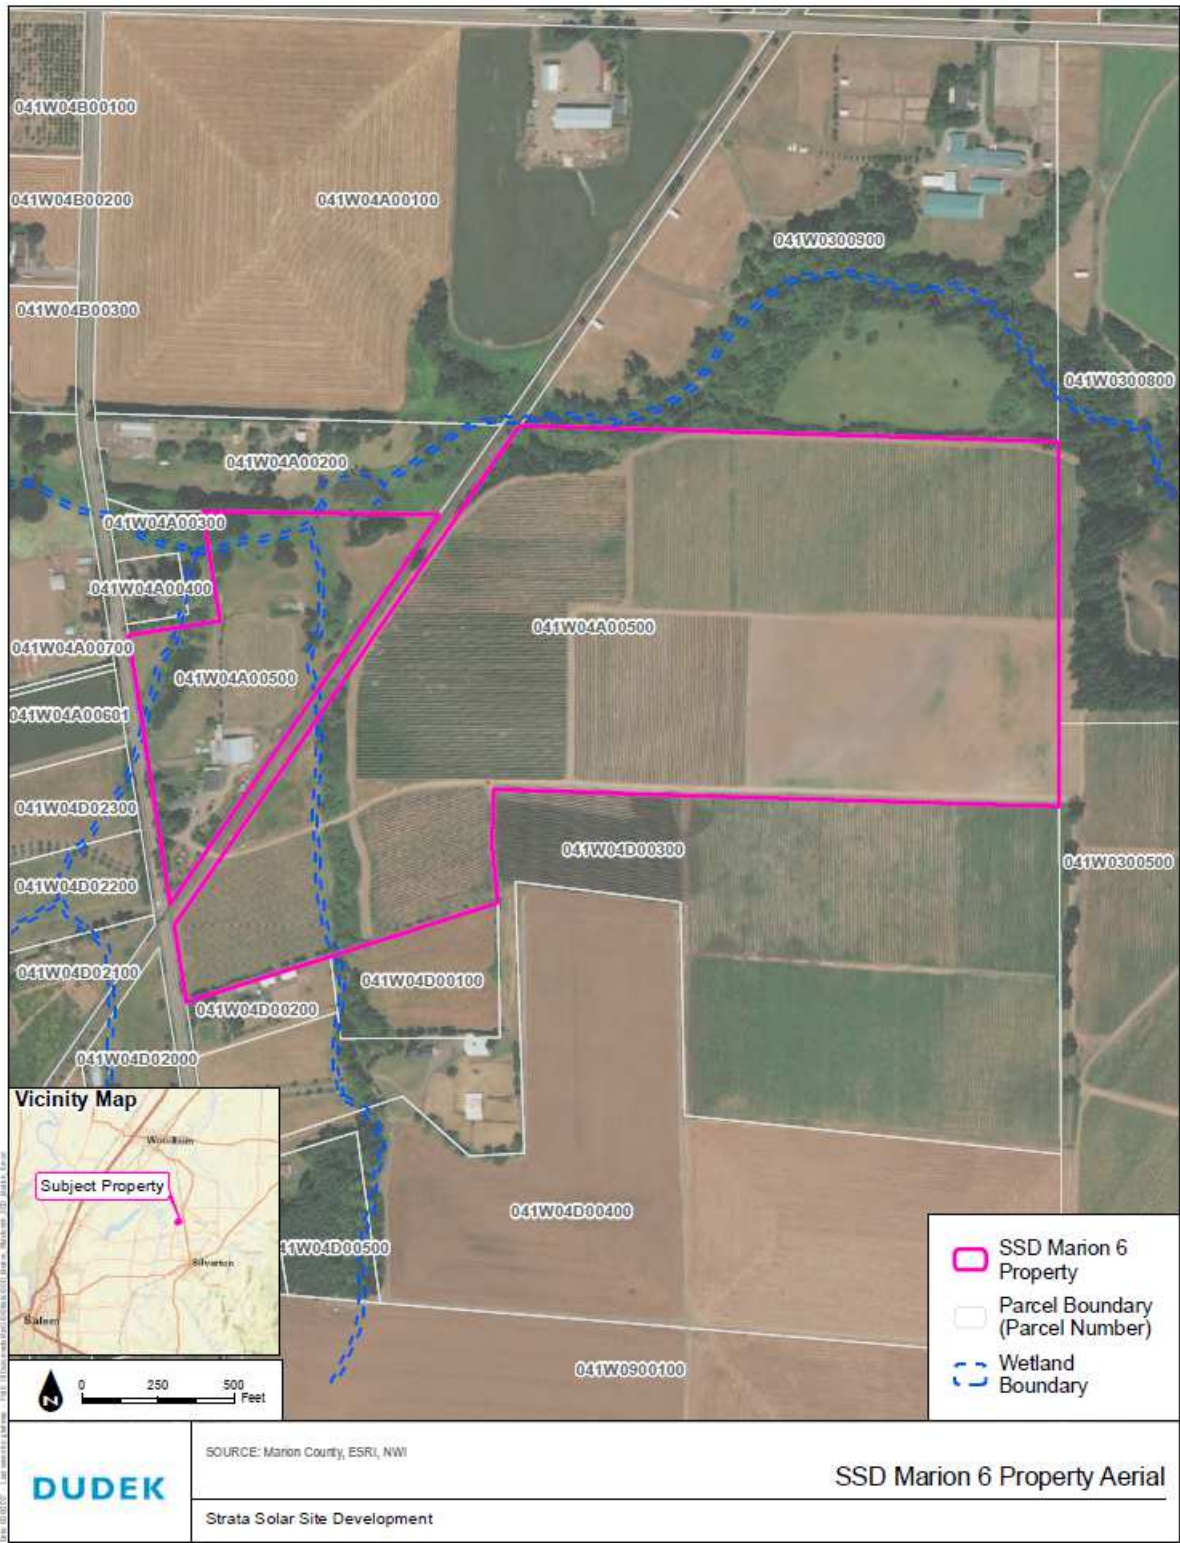 041W04B00100
041W04B00200
041W04A00100
041W0300900
041W04B00300
041W0300800
041W04A00200
041W04A00300
041W04A00400
041W04A00500
041W04A00700
041W04A00500
041W04A00601
041W04D02300
041W04D00300
041W0300500
041W04D02200
041W04D02100
041W04D00100
041W04D00200
041W04D02000
Vicinity Map
Woodburn
Subject Property
Silverton
Salem
041W04D00400
41W04D00500
041W0900100
SSD Marion 6
Property
Parcel Boundary
(Parcel Number)
Wetland
Boundary
N
0 250 500
Feet
DUDEK
SOURCE: Marion County, ESRI, NWI
SSD Marion 6 Property Aerial
Strata Solar Site Development